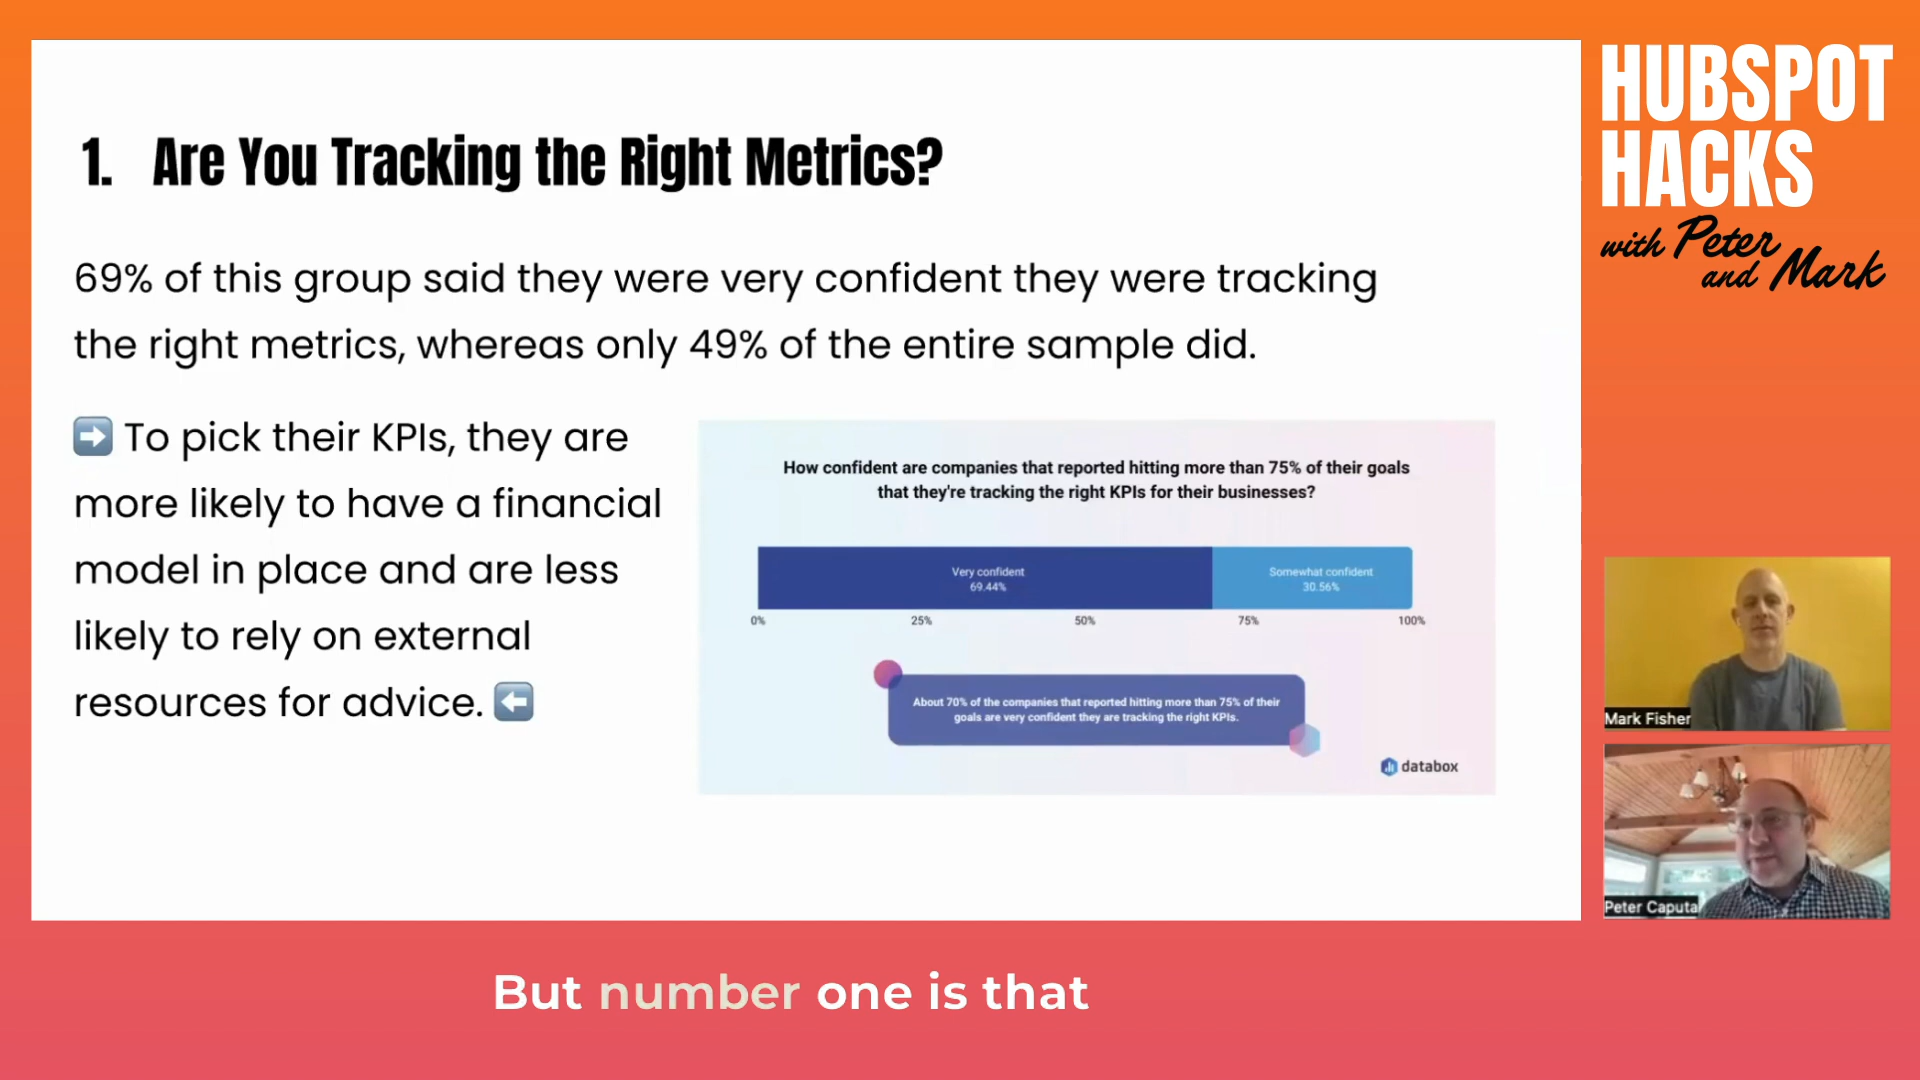 HUBSPOT
HACKS
with Peter
and Mark
1. Are You Tracking the Right Metrics?
69% of this group said they were very confident they were tracking
the right metrics, whereas only 49% of the entire sample did.
➡️ To pick their KPIs, they are
more likely to have a financial
model in place and are less
likely to rely on external
resources for advice. ⬅️
How confident are companies that reported hitting more than 75% of their goals
that they're tracking the right KPIs for their businesses?
Very confident
69.44%
Somewhat confident
30.56%
0% 25% 50% 75% 100%
About 70% of the companies that reported hitting more than 75% of their
goals are very confident they are tracking the right KPIs.
databox
Mark Fisher
Peter Caputa
But number one is that